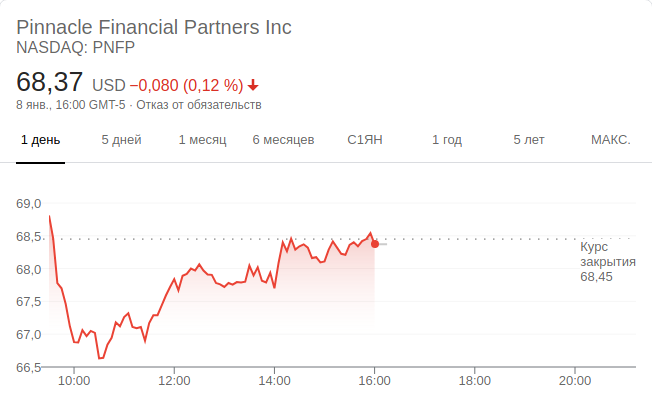 Pinnacle Financial Partners Inc
NASDAQ: PNFP
68,37 USD −0,080 (0,12 %)
8 янв., 16:00 GMT-5 · Отказ от обязательств
1 день 5 дней 1 месяц 6 месяцев С1ЯН 1 год 5 лет МАКС.
69,0
68,5
Курс
закрытия
68,45
68,0
67,5
67,0
66,5
10:00 12:00 14:00 16:00 18:00 20:00